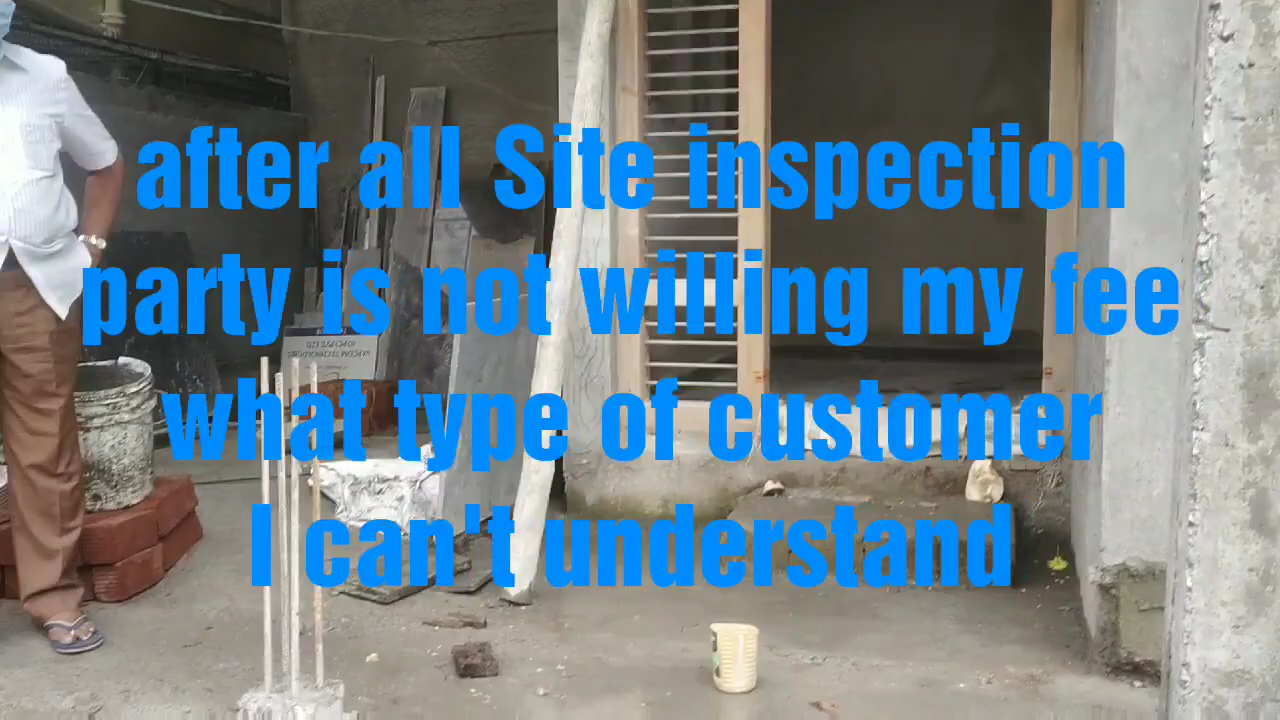 after all Site inspection
party is not willing my fee
what type of customer
I can't understand